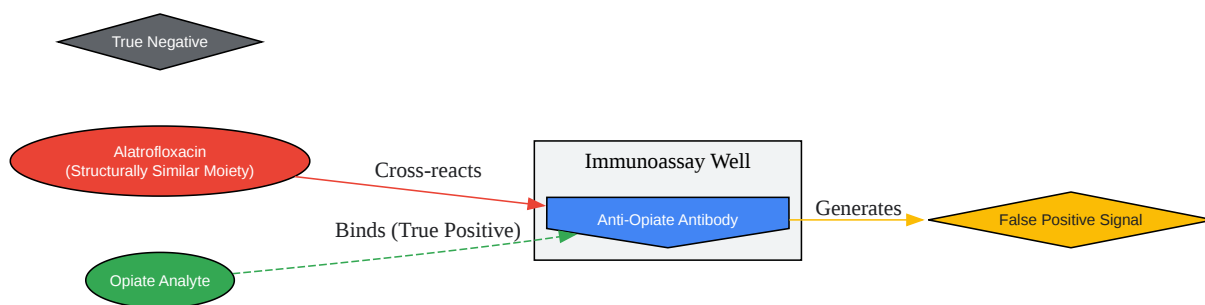 True Negative
Alatrofloxacin
(Structurally Similar Moiety)
Cross-reacts
Immunoassay Well
Anti-Opiate Antibody
Generates
False Positive Signal
Binds (True Positive)
Opiate Analyte